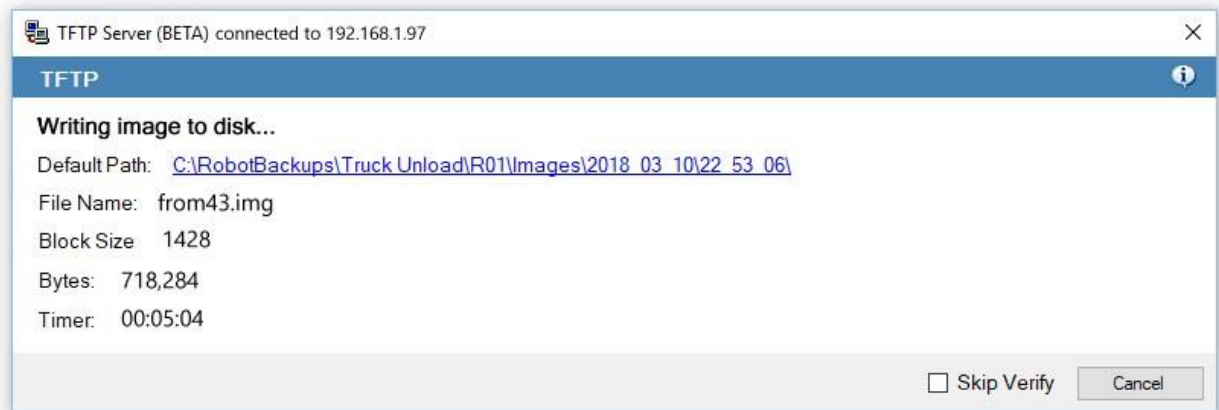 TFTP Server (BETA) connected to 192.168.1.97
TFTP
Writing image to disk...
Default Path: C:\RobotBackups\Truck Unload\R01\Images\2018_03_10\22_53_06\
File Name: from43.img
Block Size 1428
Bytes: 718,284
Timer: 00:05:04
Skip Verify Cancel